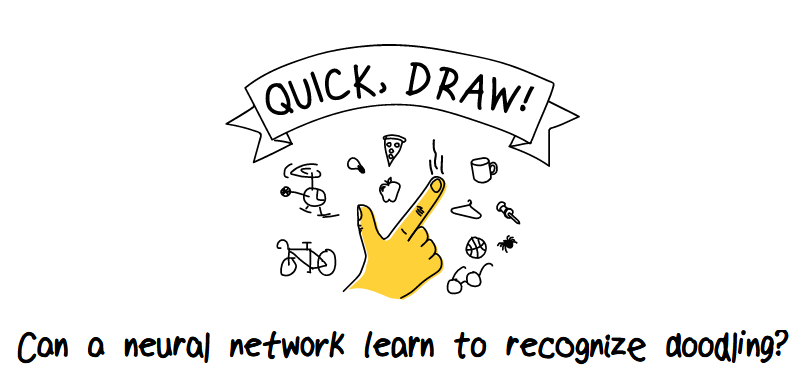 QUICK, DRAW!
Can a neural network learn to recognize doodling?